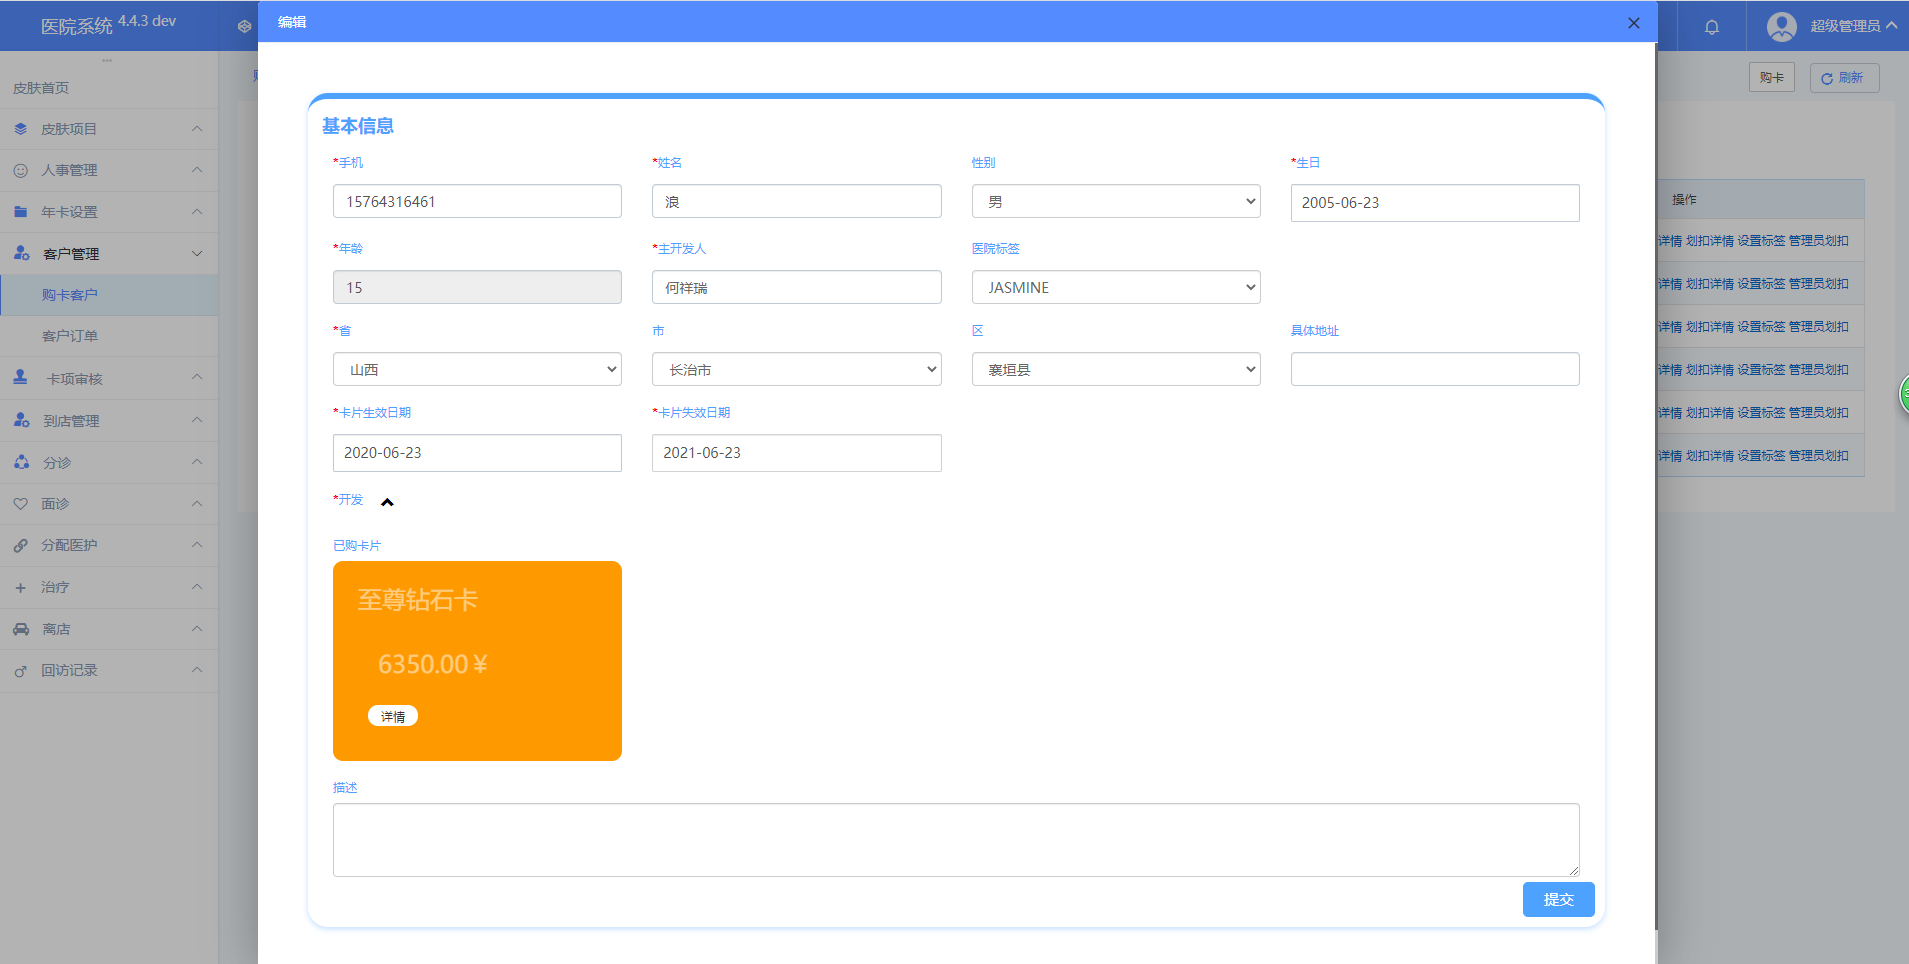 医院系统 4.4.3 dev
编辑
超级管理员
皮肤首页
皮肤项目
人事管理
年卡设置
客户管理
购卡客户
客户订单
卡项审核
到店管理
分诊
面诊
分配医护
治疗
离店
回访记录
购卡 刷新
基本信息
*手机 *姓名 性别 *生日
15764316461 浪 男 2005-06-23
*年龄 *主开发人 医院标签
15 何祥瑞 JASMINE
*省 市 区 具体地址
山西 长治市 襄垣县
*卡片生效日期 *卡片失效日期
2020-06-23 2021-06-23
*开发
已购卡片
至尊钻石卡
6350.00 ¥
详情
描述
提交
操作
详情 划扣详情 设置标签 管理员划扣
详情 划扣详情 设置标签 管理员划扣
详情 划扣详情 设置标签 管理员划扣
详情 划扣详情 设置标签 管理员划扣
详情 划扣详情 设置标签 管理员划扣
详情 划扣详情 设置标签 管理员划扣